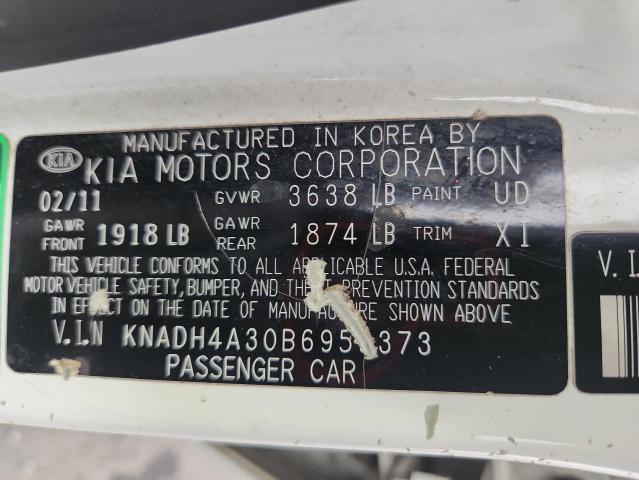 MANUFACTURED IN KOREA BY
KIA KIA MOTORS CORPORATION
02/11 GVWR 3638 LB PAINT UD
GAWR FRONT 1918 LB GAWR REAR 1874 LB TRIM XI
THIS VEHICLE CONFORMS TO ALL APPLICABLE U.S.A. FEDERAL
MOTOR VEHICLE SAFETY, BUMPER, AND PREVENTION STANDARDS
IN EFFECT ON THE DATE OF MANUFACTURE SHOWN ABOVE
V.I.N
PASSENGER CAR